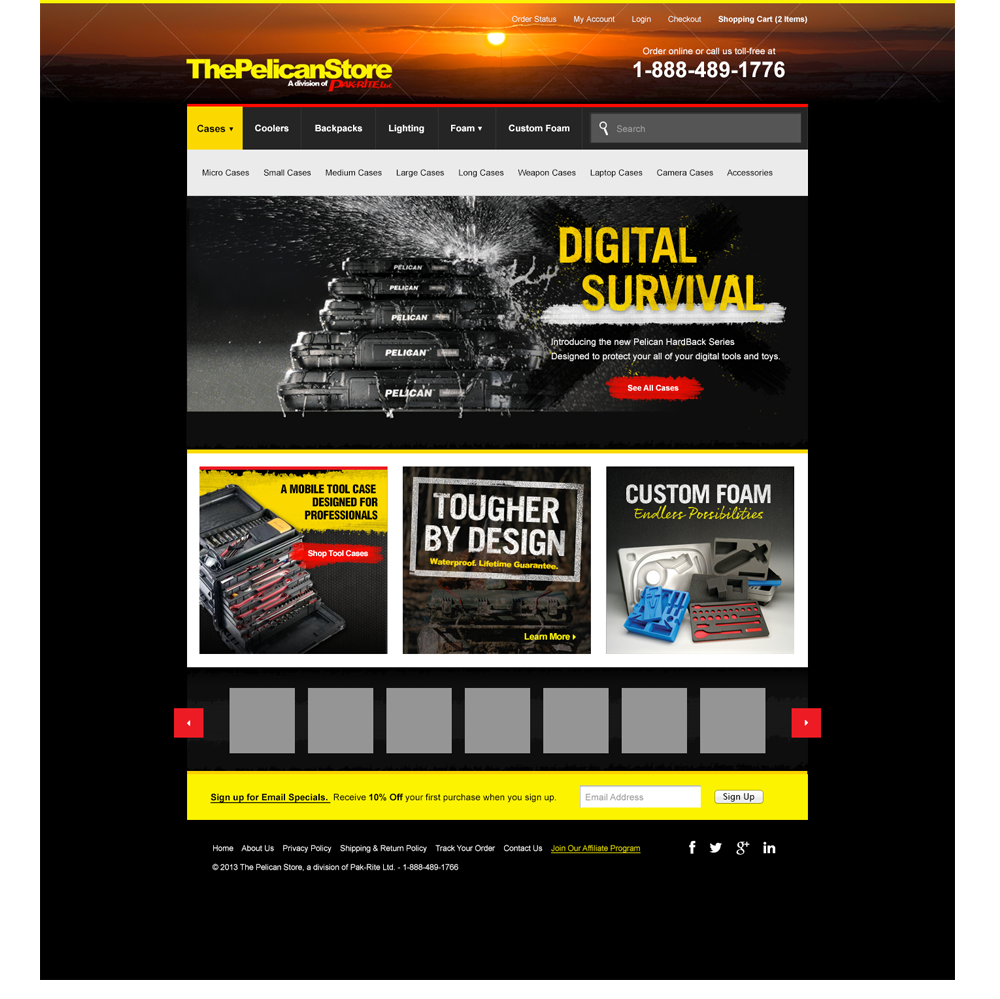 Order Status My Account Login Checkout Shopping Cart (2 Items)
Order online or call us toll-free at
1-888-489-1776
ThePelicanStore
A division of PAK-RITE Ltd.
Cases Coolers Backpacks Lighting Foam Custom Foam Search
Micro Cases Small Cases Medium Cases Large Cases Long Cases Weapon Cases Laptop Cases Camera Cases Accessories
DIGITAL
SURVIVAL
PELICAN
PELICAN
PELICAN
PELICAN
PELICAN
Introducing the new Pelican HardBack Series
Designed to protect your all of your digital tools and toys.
See All Cases
A MOBILE TOOL CASE
DESIGNED FOR
PROFESSIONALS
Shop Tool Cases
TOUGHER
BY DESIGN
Waterproof. Lifetime Guarantee.
Learn More
CUSTOM FOAM
Endless Possibilities
Sign up for Email Specials. Receive 10% Off your first purchase when you sign up. Email Address Sign Up
Home About Us Privacy Policy Shipping & Return Policy Track Your Order Contact Us Join Our Affiliate Program
© 2013 The Pelican Store, a division of Pak-Rite Ltd. - 1-888-489-1766